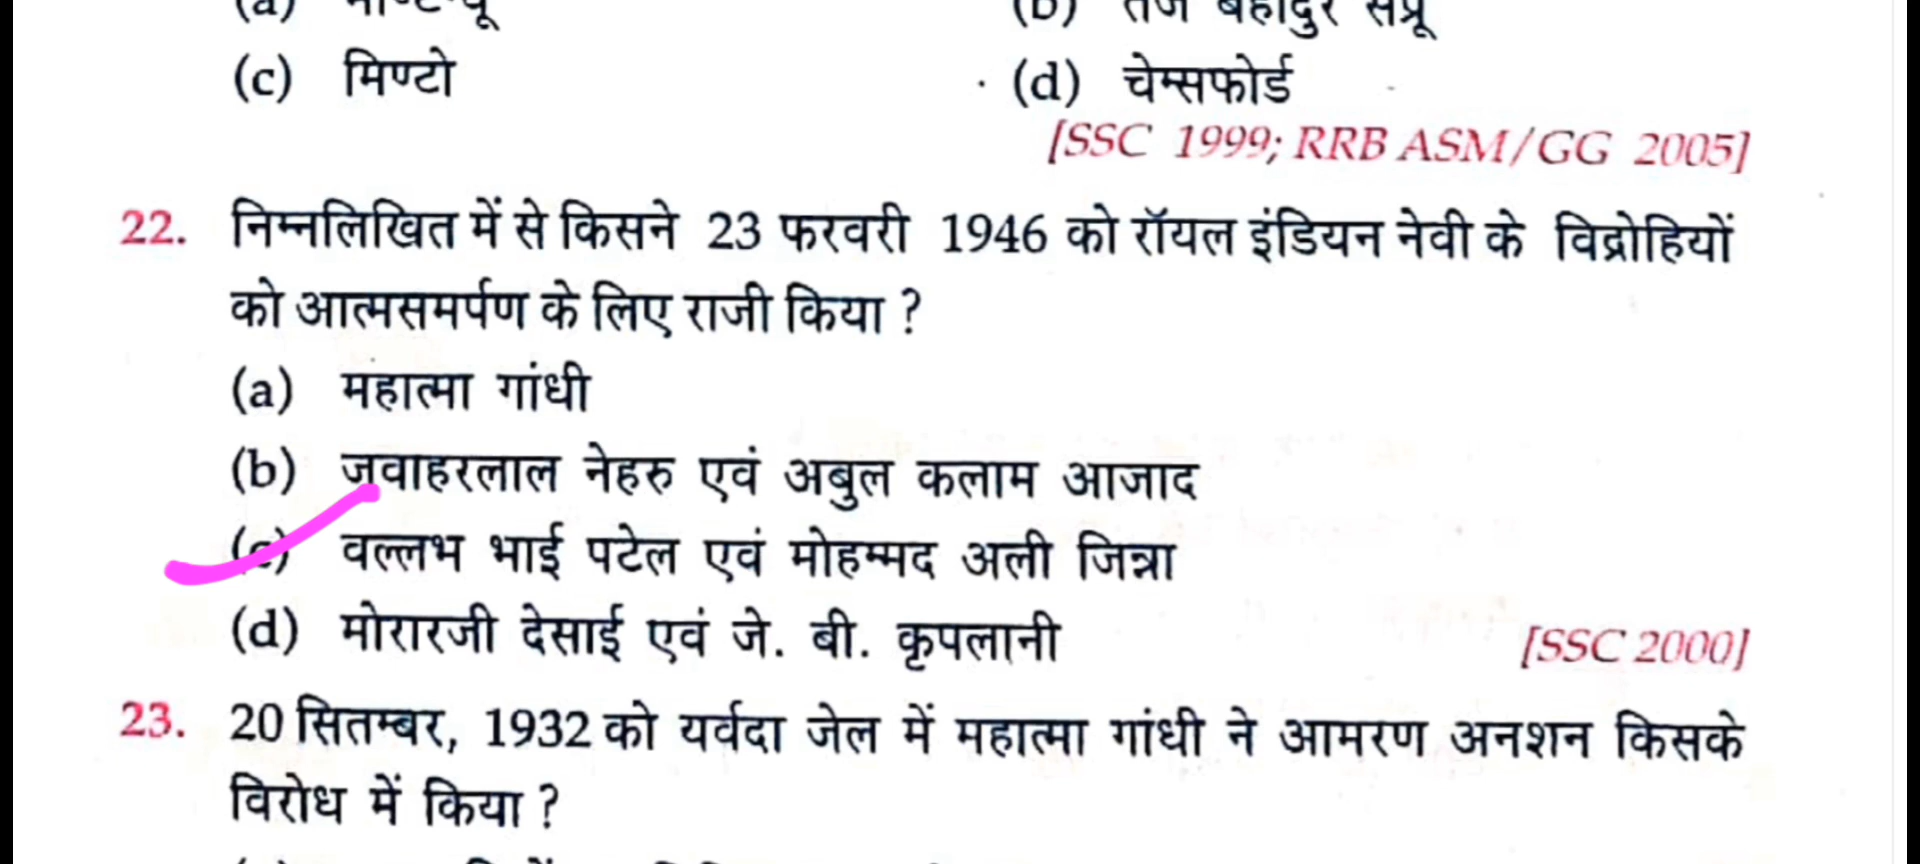 (c) मिण्टो (d) चेम्सफोर्ड
[SSC 1999; RRB ASM/GG 2005]
22. निम्नलिखित में से किसने 23 फरवरी 1946 को रॉयल इंडियन नेवी के विद्रोहियों
को आत्मसमर्पण के लिए राजी किया ?
(a) महात्मा गांधी
(b) जवाहरलाल नेहरु एवं अबुल कलाम आजाद
(c) वल्लभ भाई पटेल एवं मोहम्मद अली जिन्ना
(d) मोरारजी देसाई एवं जे. बी. कृपलानी
[SSC 2000]
23. 20 सितम्बर, 1932 को यर्वदा जेल में महात्मा गांधी ने आमरण अनशन किसके
विरोध में किया ?